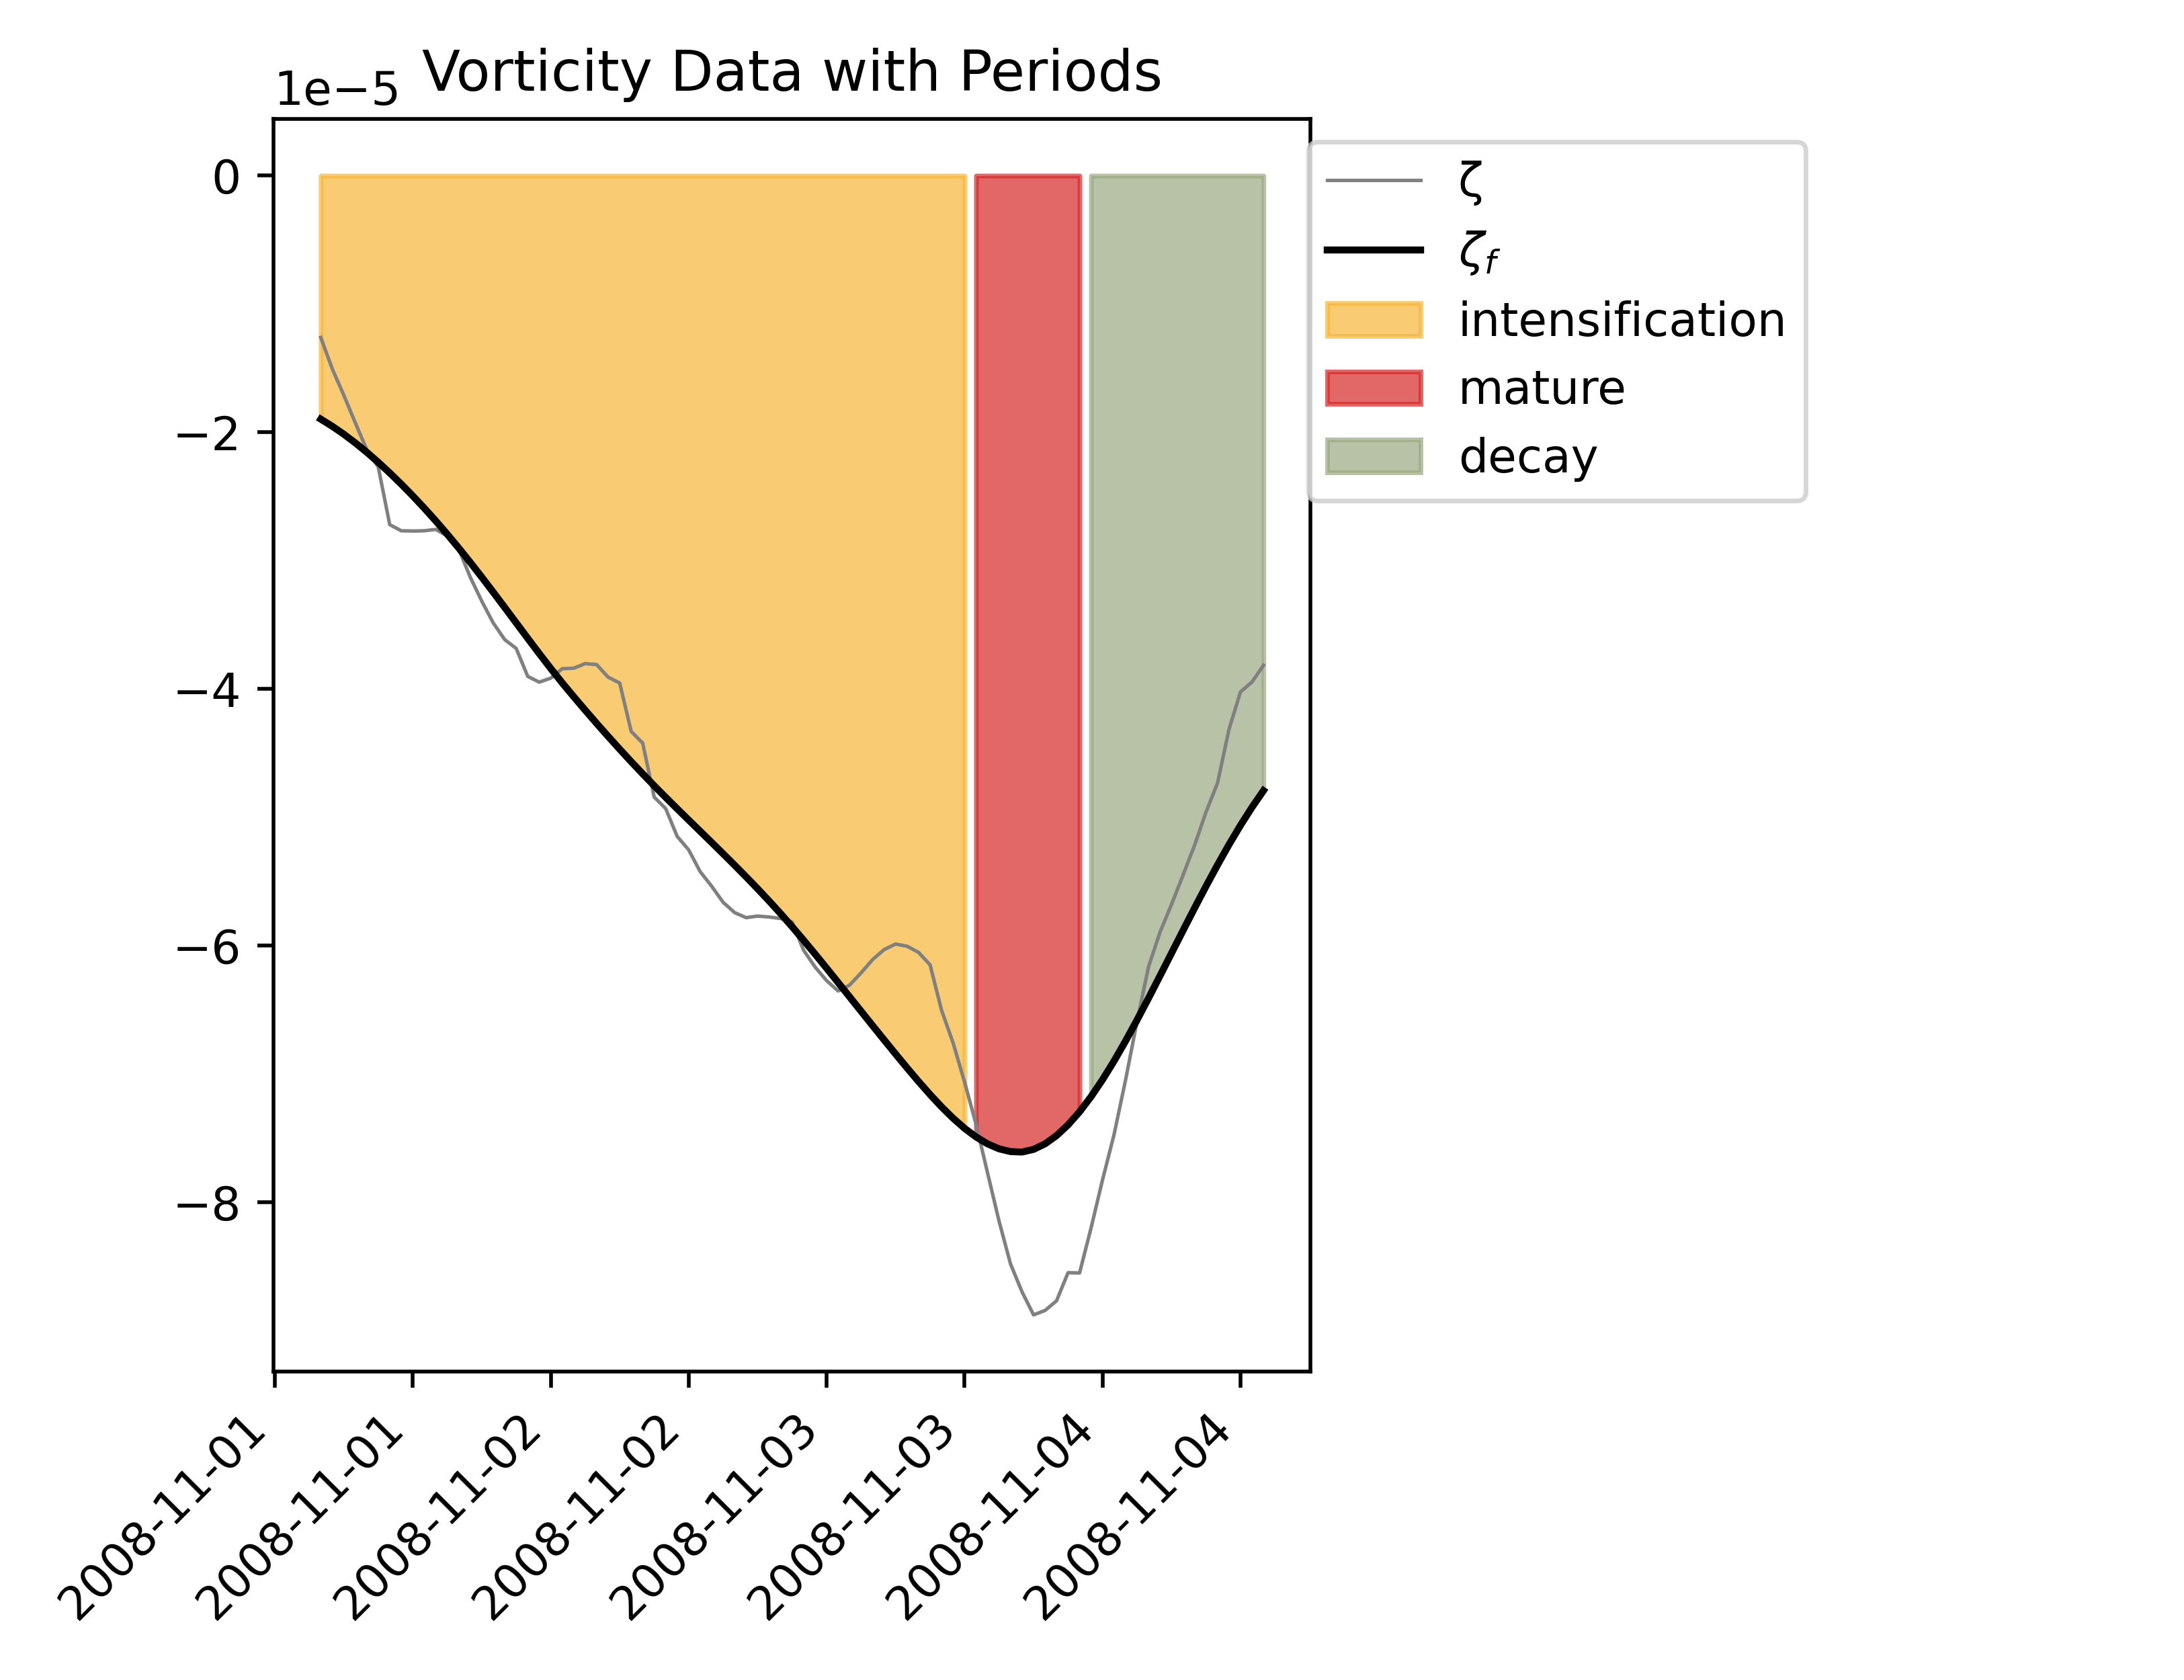 Vorticity Data with Periods
1e−5
0
−2
−4
−6
−8
ζ
ζf
intensification
mature
decay
2008-11-01
2008-11-01
2008-11-02
2008-11-02
2008-11-03
2008-11-03
2008-11-04
2008-11-04